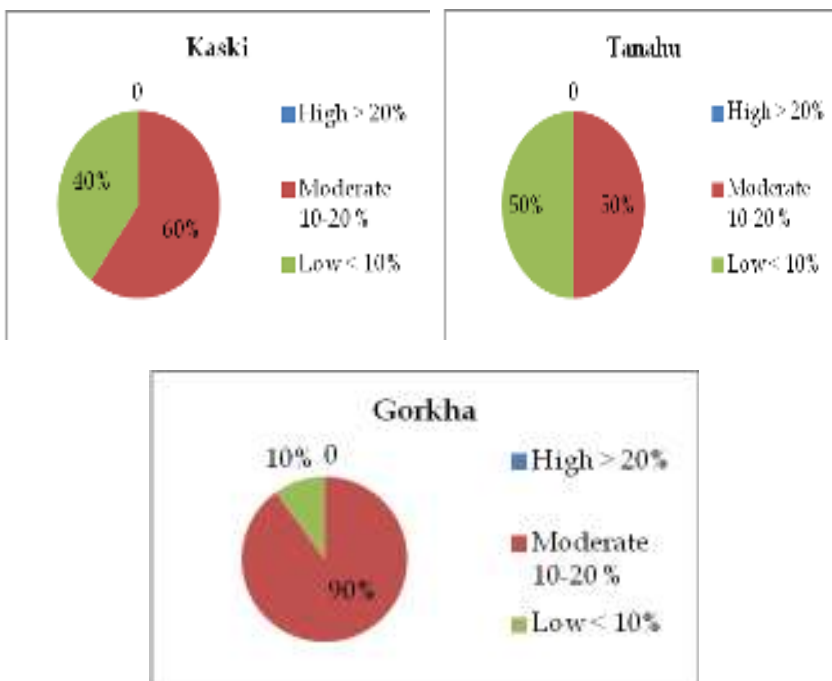 Kaski
0
High > 20%
40%
Moderate
10-20 %
60%
Low < 10%
Tanahu
0
High > 20%
50%
50%
Moderate
10-20 %
Low < 10%
Gorkha
10% 0
High > 20%
Moderate
10-20 %
90%
Low < 10%